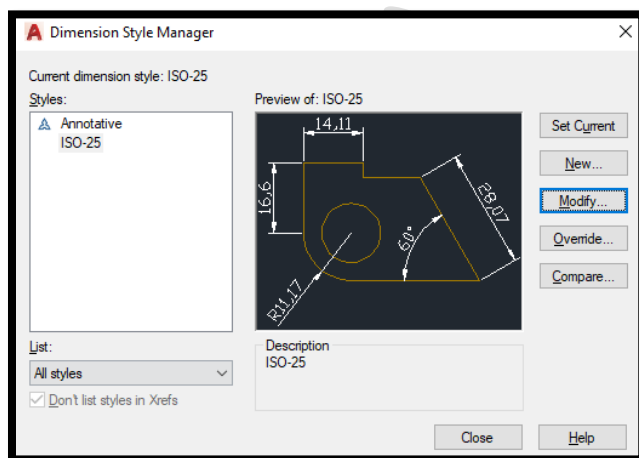 Dimension Style Manager
Current dimension style: ISO-25
Styles:
Annotative
ISO-25
Preview of: ISO-25
14,11
16,6
28,07
60°
R11,17
Set Current
New...
Modify...
Override...
Compare...
List:
All styles
Don't list styles in Xrefs
Description
ISO-25
Close
Help